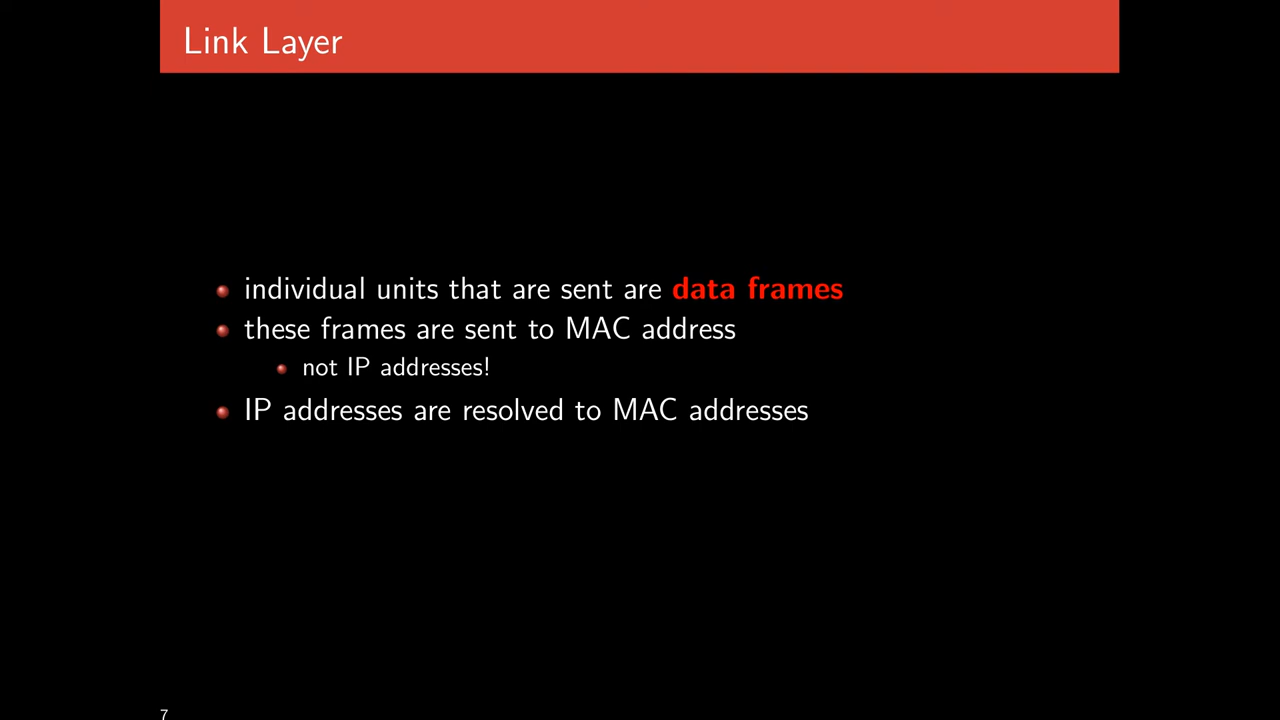 Link Layer
individual units that are sent are data frames
these frames are sent to MAC address
not IP addresses!
IP addresses are resolved to MAC addresses
7